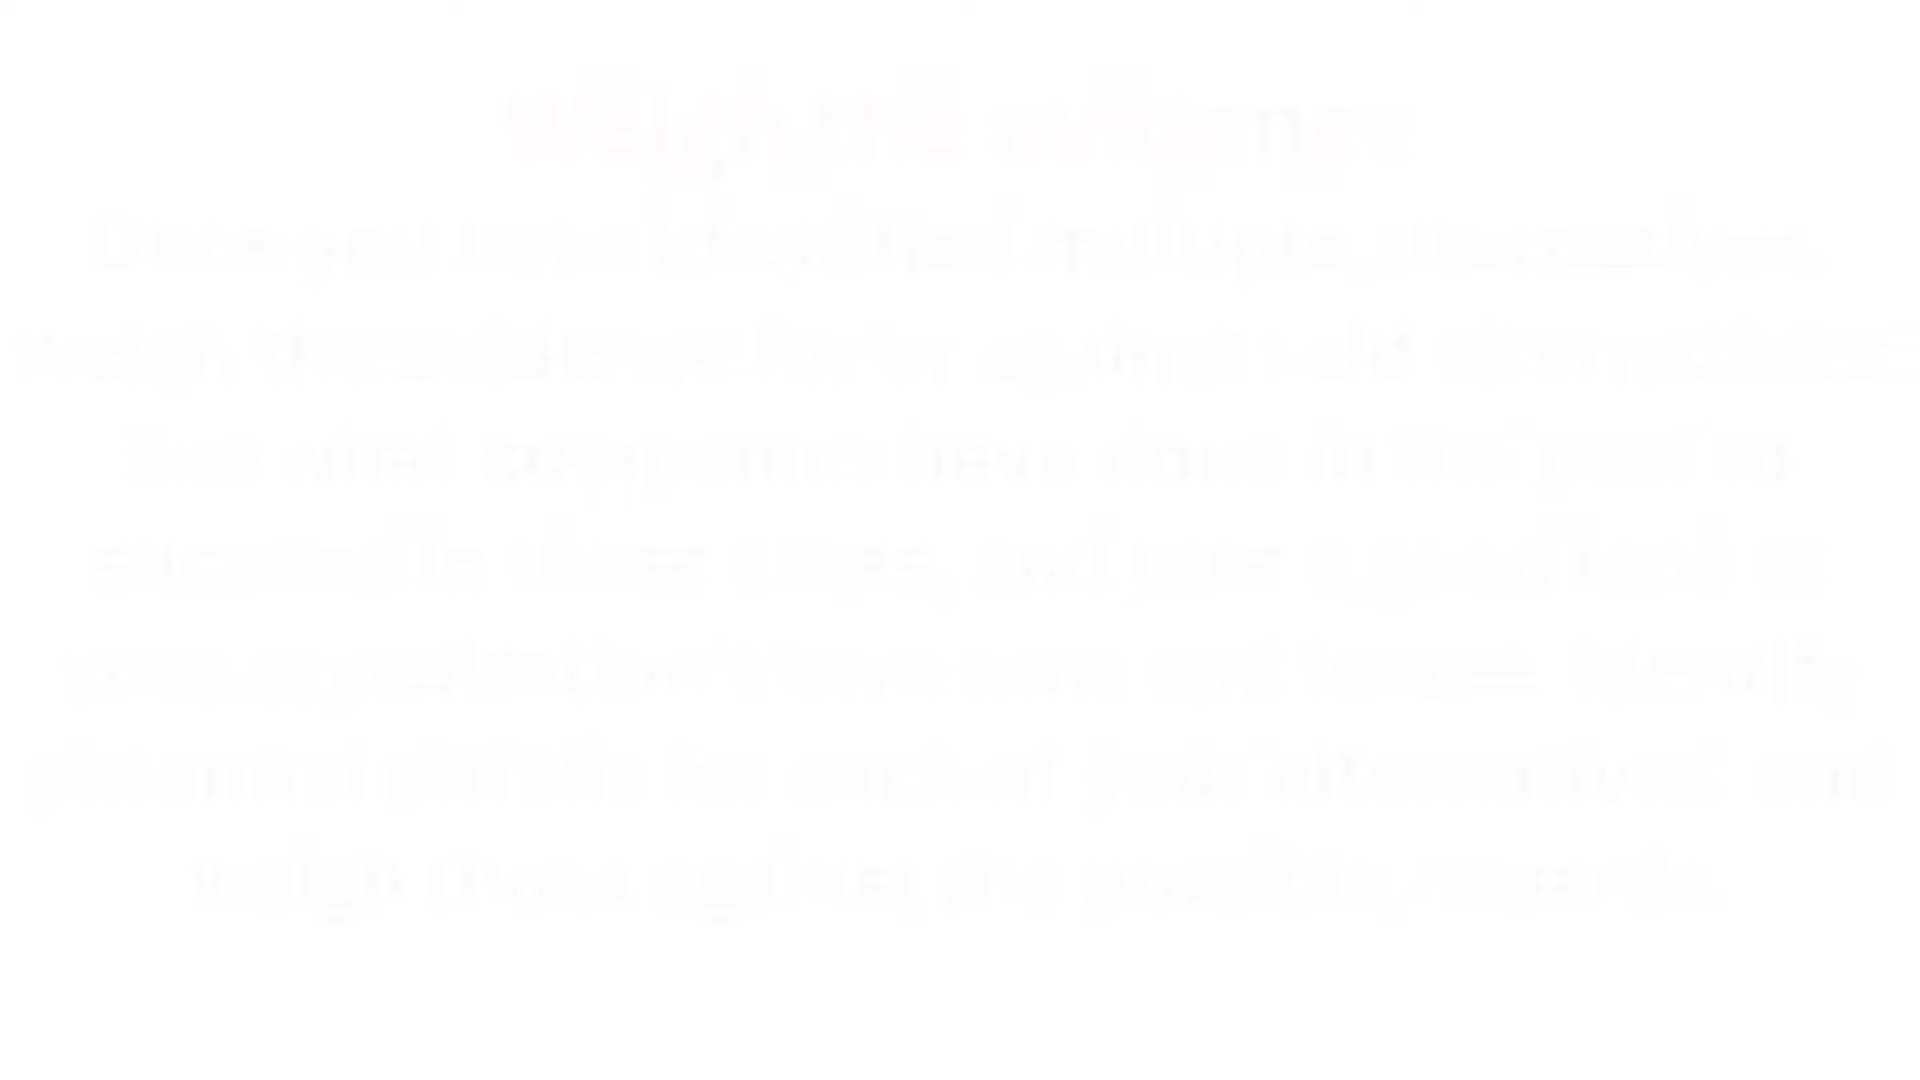 Weigh the evidence
Once you have identified multiple alternatives,
weigh the evidence for or against said alternatives.
See what companies have done in the past to
succeed in these areas, and take a good look at
your organization's own wins and losses. Identify
potential pitfalls for each of your alternatives, and
weigh those against the possible rewards.